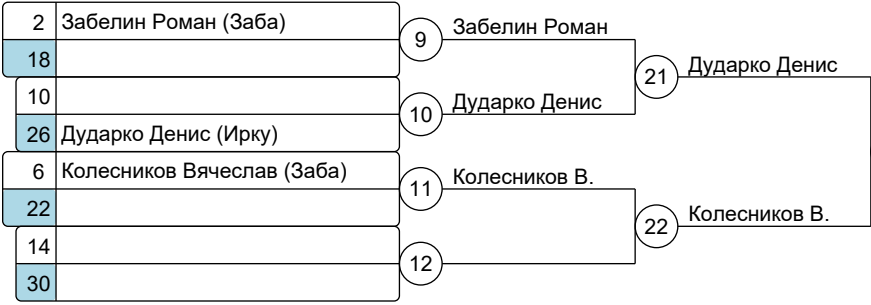 2 Забелин Роман (Заба)
18
9 Забелин Роман
10
26 Дударко Денис (Ирку)
10 Дударко Денис
21 Дударко Денис
6 Колесников Вячеслав (Заба)
22
11 Колесников В.
14
30
12
22 Колесников В.